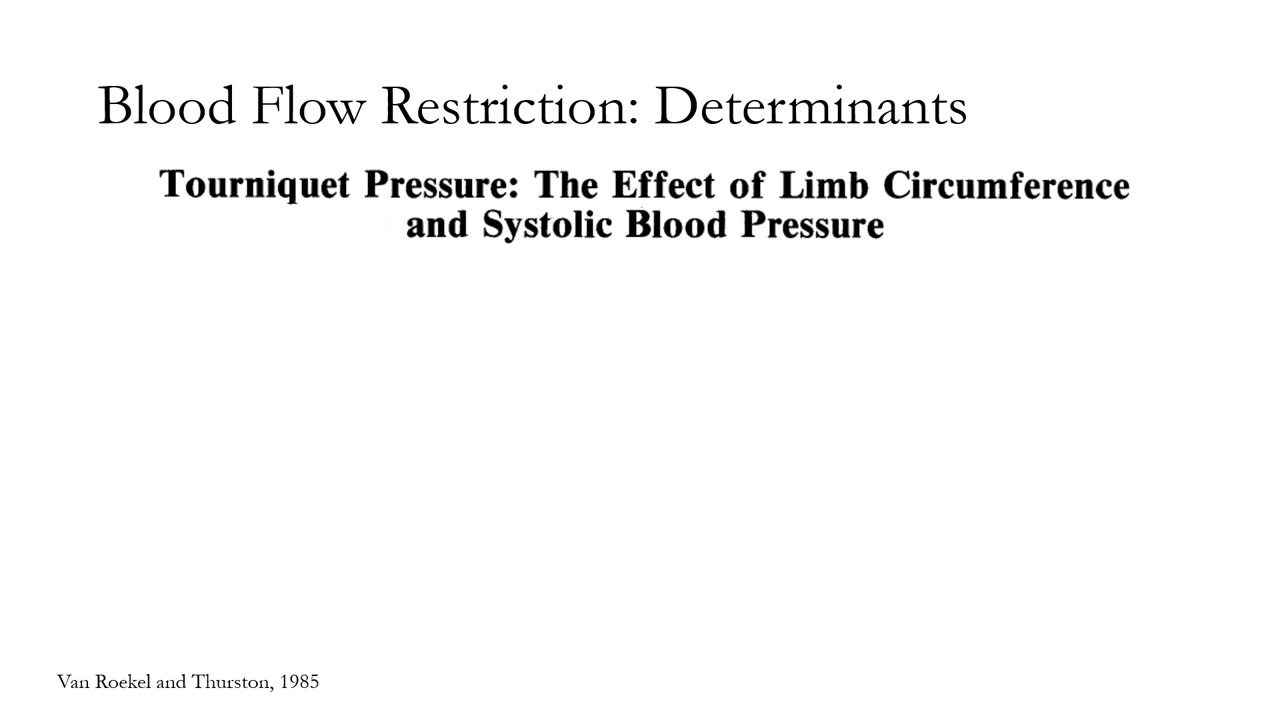 Blood Flow Restriction: Determinants
Tourniquet Pressure: The Effect of Limb Circumference
and Systolic Blood Pressure
Van Roekel and Thurston, 1985